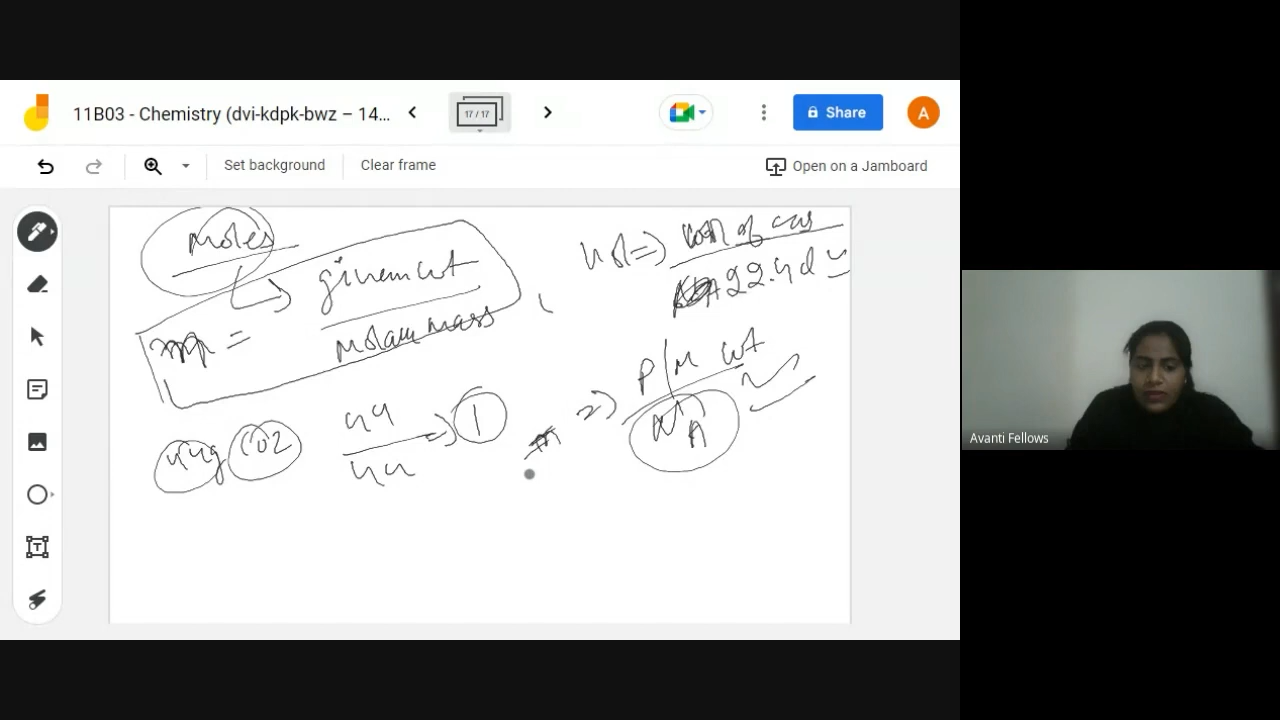 11B03 - Chemistry (dvi-kdpk-bwz – 14...
17 / 17
Share
A
Set background
Clear frame
Open on a Jamboard
moles
given wt
molar mass
of
22.4
44g CO2
44
44
=> 1
=>
wt
NA
Avanti Fellows